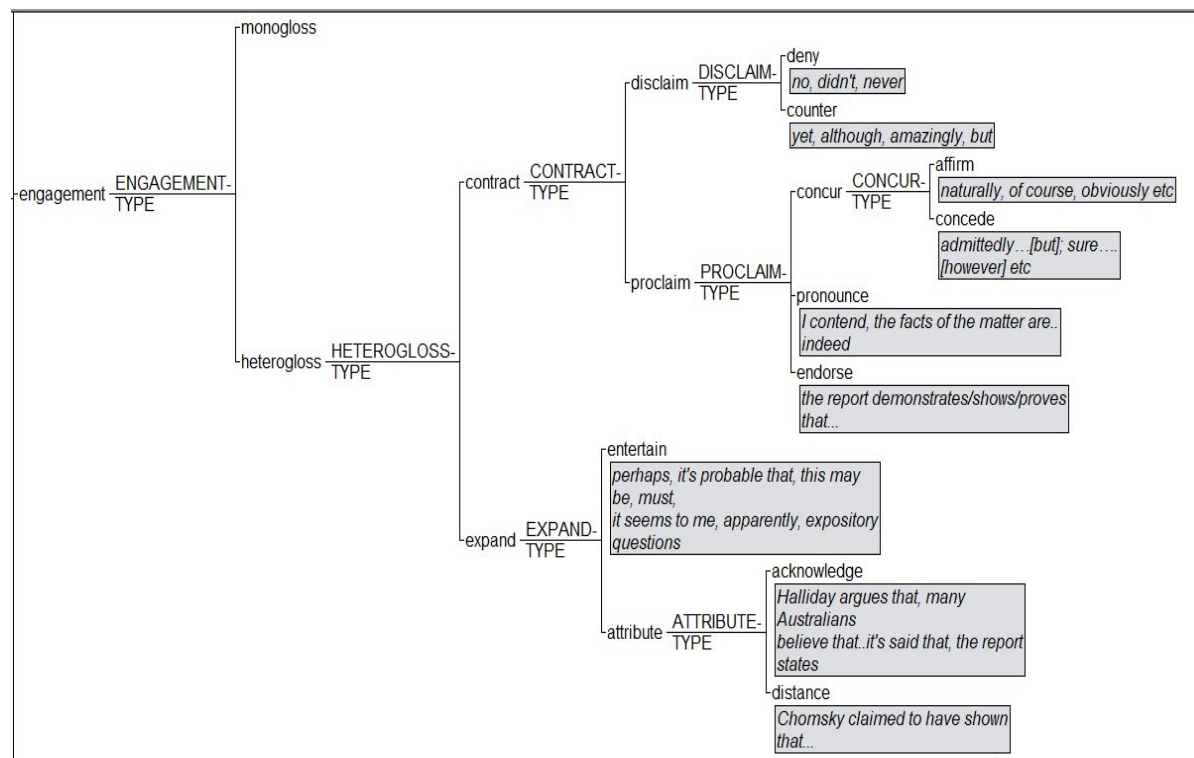 monogloss
deny
disclaim DISCLAIM-
TYPE
no, didn't, never
counter
yet, although, amazingly, but
engagement ENGAGEMENT-
TYPE
contract CONTRACT-
TYPE
affirm
concur CONCUR-
TYPE
naturally, of course, obviously etc
concede
admittedly…[but]; sure….
[however] etc
proclaim PROCLAIM-
TYPE
pronounce
I contend, the facts of the matter are..
indeed
heterogloss HETEROGLOSS-
TYPE
endorse
the report demonstrates/shows/proves
that...
entertain
perhaps, it's probable that, this may
be, must,
it seems to me, apparently, expository
questions
expand EXPAND-
TYPE
acknowledge
Halliday argues that, many
Australians
believe that..it's said that, the report
states
attribute ATTRIBUTE-
TYPE
distance
Chomsky claimed to have shown
that...